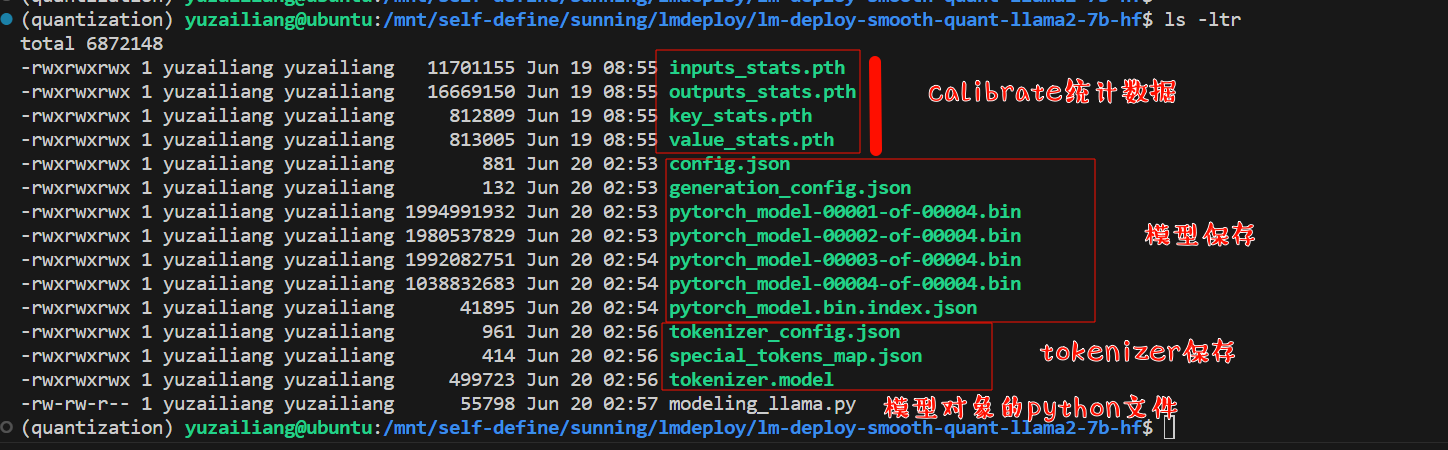 (quantization) yuzailiang@ubuntu:/mnt/self-define/sunning/lmdeploy/lm-deploy-smooth-quant-llama2-7b-hf$ ls -ltr
total 6872148
-rwxrwxrwx 1 yuzailiang yuzailiang 11701155 Jun 19 08:55 inputs_stats.pth
-rwxrwxrwx 1 yuzailiang yuzailiang 16669150 Jun 19 08:55 outputs_stats.pth
calibrate统计数据
-rwxrwxrwx 1 yuzailiang yuzailiang 812809 Jun 19 08:55 key_stats.pth
-rwxrwxrwx 1 yuzailiang yuzailiang 813005 Jun 19 08:55 value_stats.pth
-rwxrwxrwx 1 yuzailiang yuzailiang 881 Jun 20 02:53 config.json
-rwxrwxrwx 1 yuzailiang yuzailiang 132 Jun 20 02:53 generation_config.json
-rwxrwxrwx 1 yuzailiang yuzailiang 1994991932 Jun 20 02:53 pytorch_model-00001-of-00004.bin
-rwxrwxrwx 1 yuzailiang yuzailiang 1980537829 Jun 20 02:53 pytorch_model-00002-of-00004.bin
模型保存
-rwxrwxrwx 1 yuzailiang yuzailiang 1992082751 Jun 20 02:54 pytorch_model-00003-of-00004.bin
-rwxrwxrwx 1 yuzailiang yuzailiang 1038832683 Jun 20 02:54 pytorch_model-00004-of-00004.bin
-rwxrwxrwx 1 yuzailiang yuzailiang 41895 Jun 20 02:54 pytorch_model.bin.index.json
-rwxrwxrwx 1 yuzailiang yuzailiang 961 Jun 20 02:56 tokenizer_config.json
-rwxrwxrwx 1 yuzailiang yuzailiang 414 Jun 20 02:56 special_tokens_map.json
tokenizer保存
-rwxrwxrwx 1 yuzailiang yuzailiang 499723 Jun 20 02:56 tokenizer.model
-rw-rw-r-- 1 yuzailiang yuzailiang 55798 Jun 20 02:57 modeling_llama.py
模型对象的python文件
(quantization) yuzailiang@ubuntu:/mnt/self-define/sunning/lmdeploy/lm-deploy-smooth-quant-llama2-7b-hf$